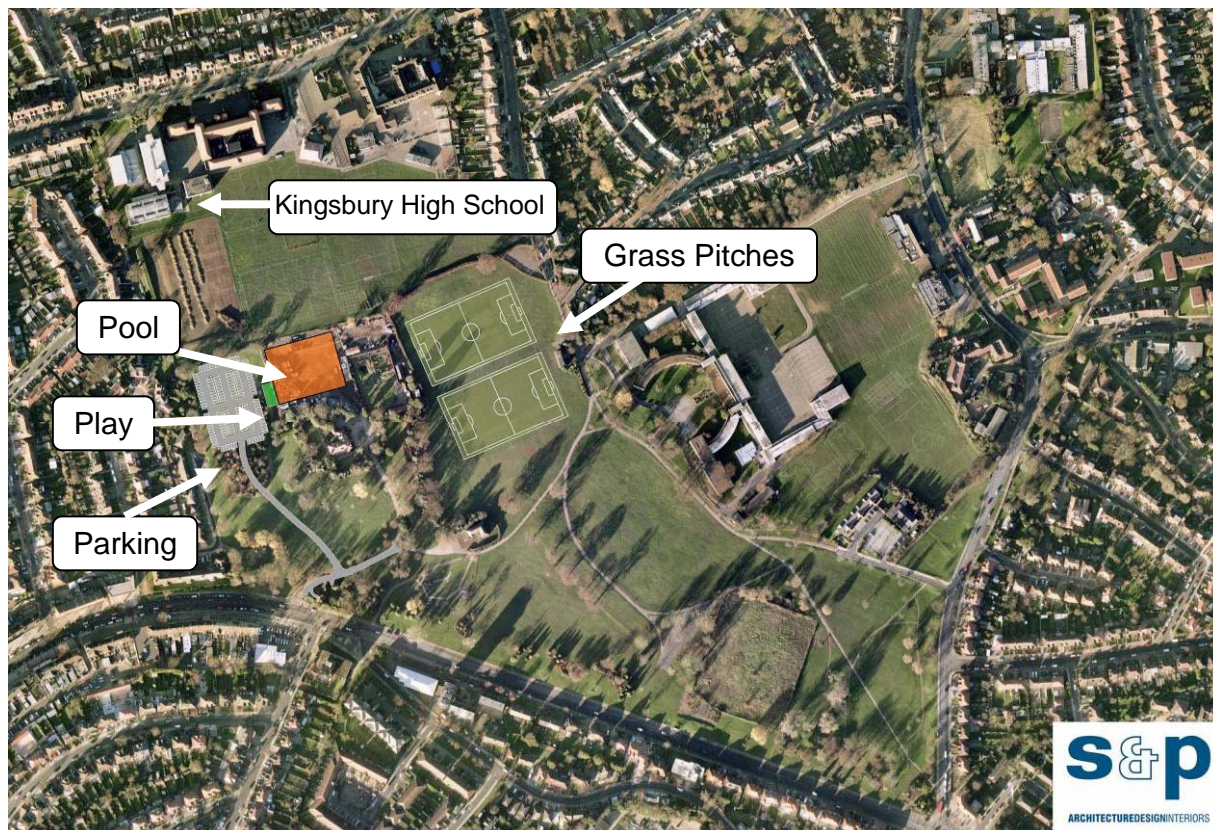 Kingsbury High School
Grass Pitches
Pool
Play
Parking
s&p
ARCHITECTUREDESIGNINTERIORS